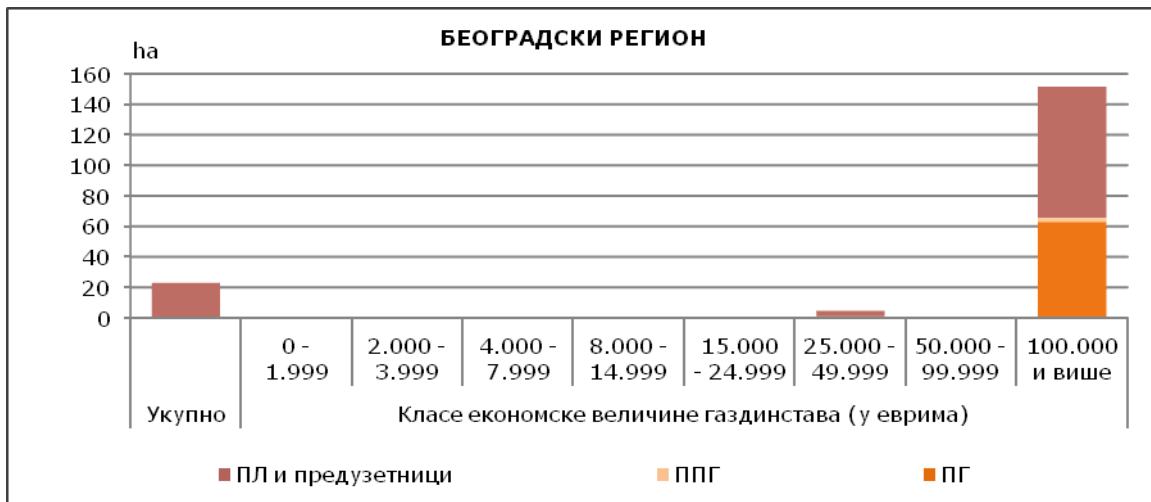 БЕОГРАДСКИ РЕГИОН
ha
160
140
120
100
80
60
40
20
0
0 - 1.999
2.000 - 3.999
4.000 - 7.999
8.000 - 14.999
15.000 - 24.999
25.000 - 49.999
50.000 - 99.999
100.000 и више
Укупно
Класе економске величине газдинстава (у еврима)
ПЛ и предузетници
ППГ
ПГ